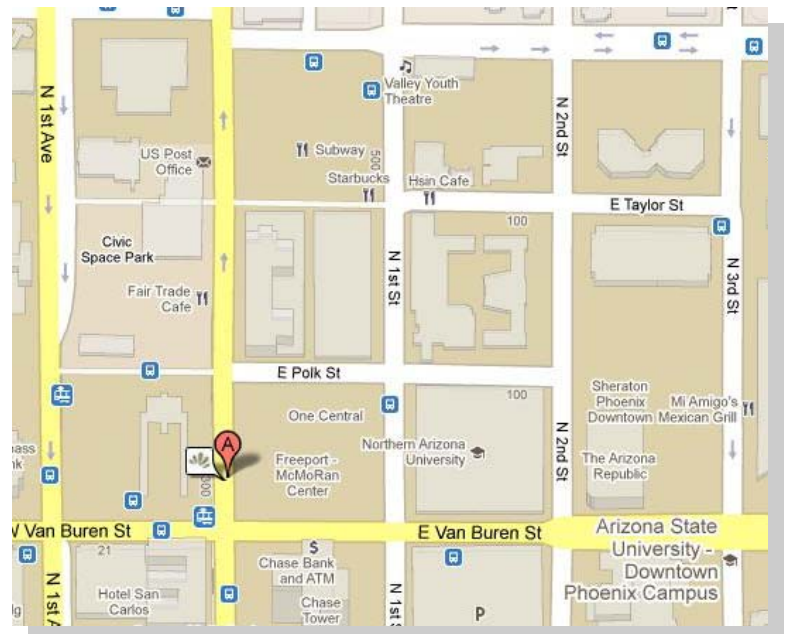 Valley Youth
Theatre
N 1st Ave
N 2nd St
US Post
Office
Subway
500
Starbucks
Hsin Cafe
E Taylor St
100
Civic
Space Park
N 1st St
N 3rd St
Fair Trade
Cafe
E Polk St
100
Sheraton
Phoenix
Downtown
Mi Amigo's
Mexican Grill
One Central
A
Northern Arizona
University
N 2nd St
Freeport -
McMoRan
Center
The Arizona
Republic
W Van Buren St
E Van Buren St
Arizona State
University -
Downtown
Phoenix Campus
21
$
Chase Bank
and ATM
N 1st A
Hotel San
Carlos
Chase
Tower
N 1st S
P